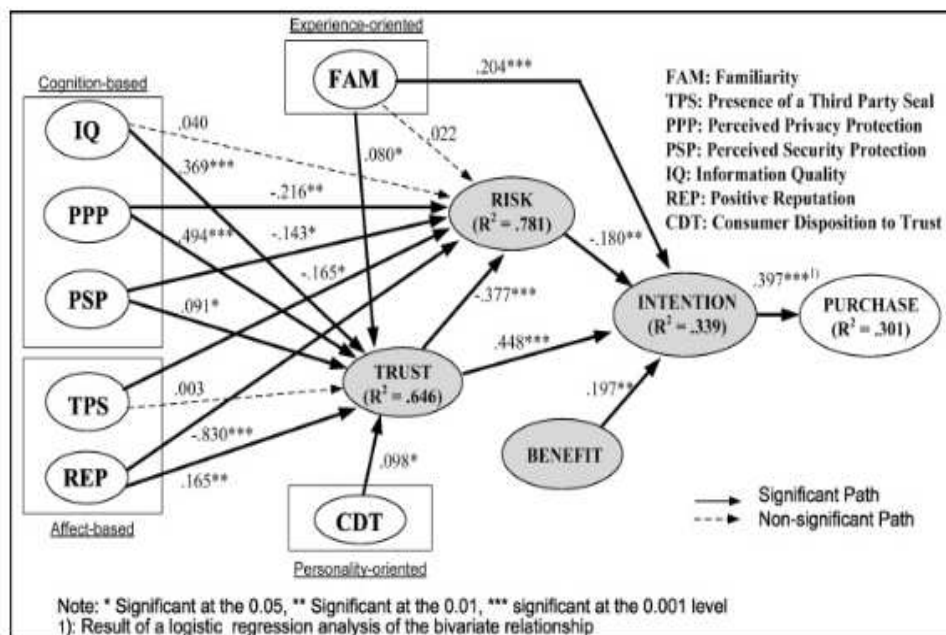 Experience-oriented
FAM
.204***
Cognition-based
IQ
.040
.369***
.022
.080*
PPP
-.216**
.494***
-.143*
PSP
.091*
-.165*
RISK
(R² = .781)
-.180**
-.377***
INTENTION
(R² = .339)
.397***¹⁾
PURCHASE
(R² = .301)
.448***
TRUST
(R² = .646)
.197**
BENEFIT
TPS
.003
-.830***
REP
.165**
Affect-based
.098*
CDT
Personality-oriented
FAM: Familiarity
TPS: Presence of a Third Party Seal
PPP: Perceived Privacy Protection
PSP: Perceived Security Protection
IQ: Information Quality
REP: Positive Reputation
CDT: Consumer Disposition to Trust
Significant Path
Non-significant Path
Note: * Significant at the 0.05, ** Significant at the 0.01, *** significant at the 0.001 level
1): Result of a logistic regression analysis of the bivariate relationship